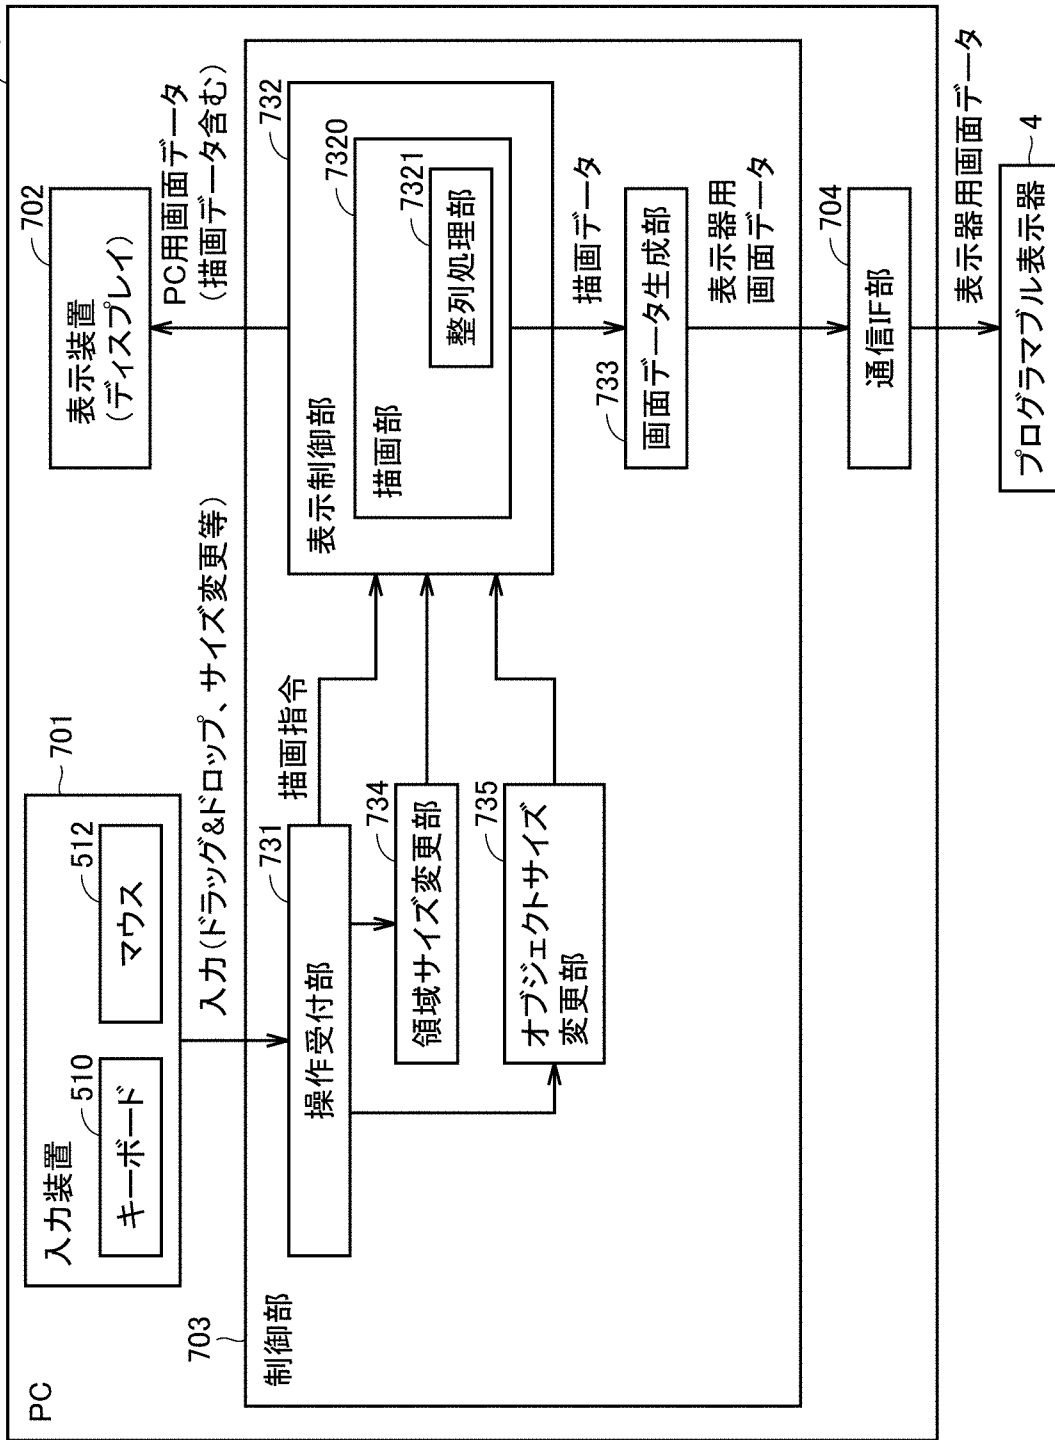 PC
入力装置
701
キーボード
510
マウス
512
入力(ドラッグ&ドロップ、サイズ変更等)
表示装置
(ディスプレイ)
702
PC用画面データ
(描画データ含む)
703
制御部
操作受付部
731
描画指令
領域サイズ変更部
734
オブジェクトサイズ
変更部
735
表示制御部
732
描画部
7320
整列処理部
7321
描画データ
画面データ生成部
733
表示器用
画面データ
通信IF部
704
表示器用画面データ
プログラマブル表示器
4